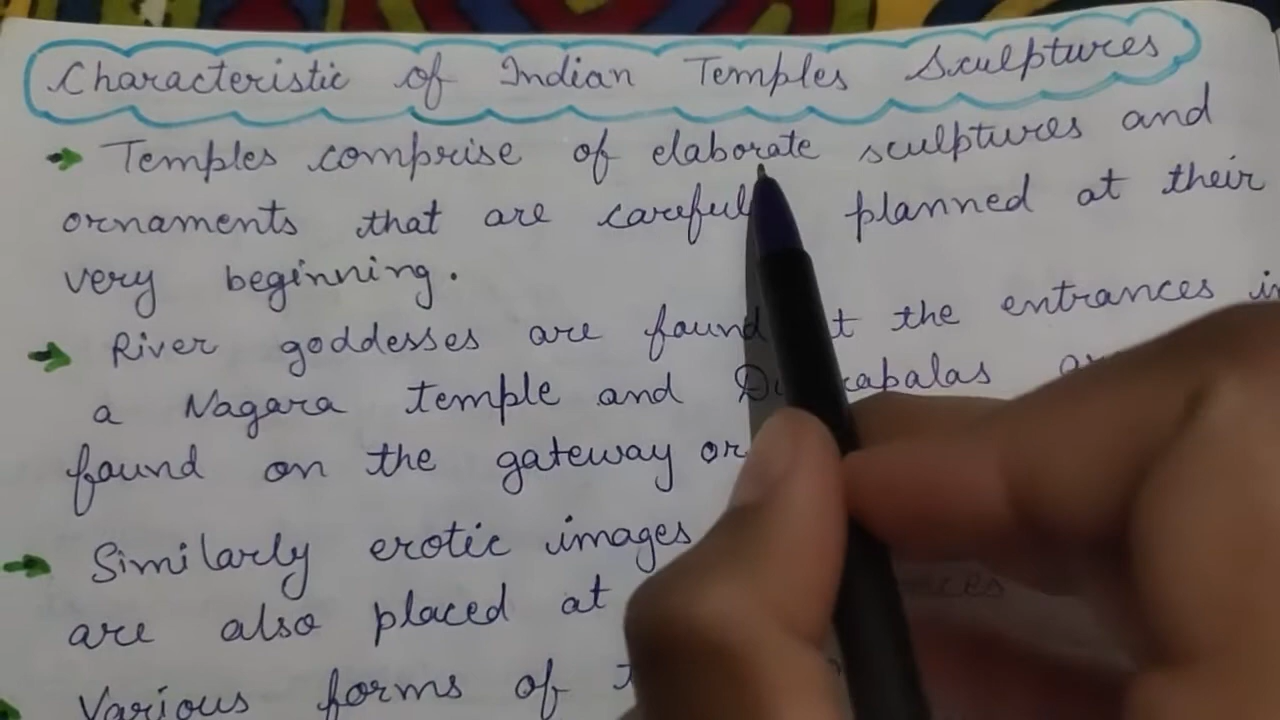 Characteristic of Indian Temples Sculptures
Temples comprise of elaborate sculptures and
ornaments that are careful planned at their
very beginning.
River goddesses are found the entrances in
a Nagara temple and
found on the gateway or
Similarly erotic images
are also placed at
Various forms of